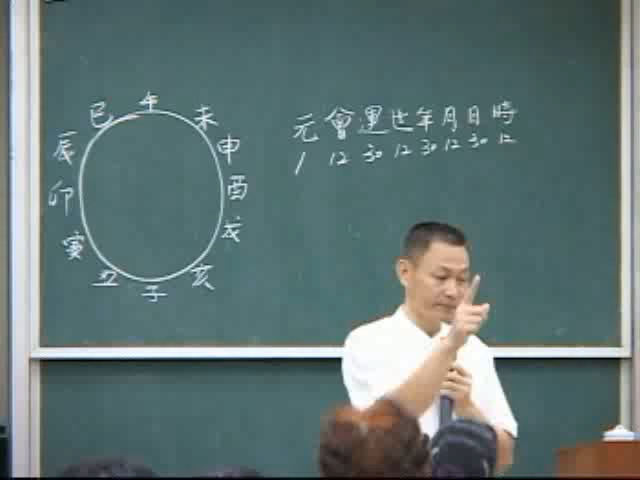 元會運世年月日時
1 12 30 12 30 12 30 12
巳 午 未
辰 申
卯 酉
寅 戌
丑 子 亥